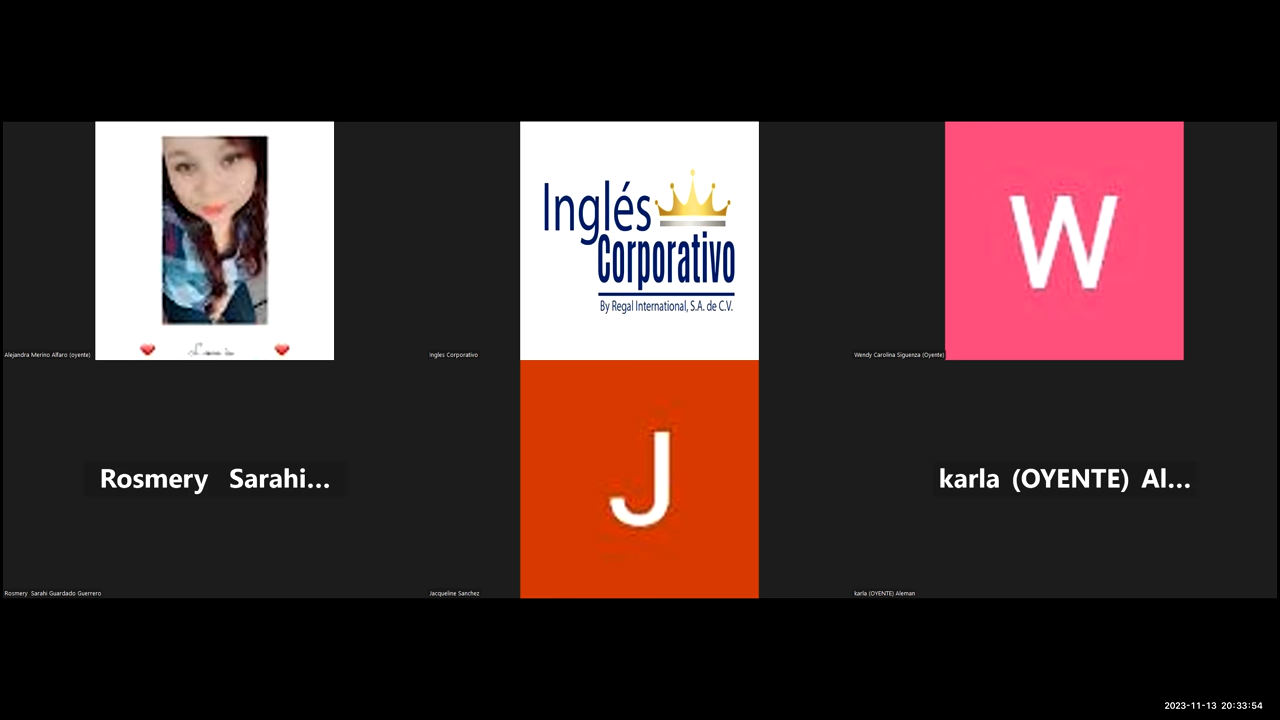 Inglés
Corporativo
By Regal International, S.A. de C.V.
W
Alejandra Merino Alfaro (oyente)
Ingles Corporativo
Wendy Carolina Siguenza (Oyente)
Rosmery Sarahi...
J
karla (OYENTE) Al...
Rosmery Sarahi Guardado Guerrero
Jacqueline Sanchez
karla (OYENTE) Aleman
2023-11-13 20:33:54